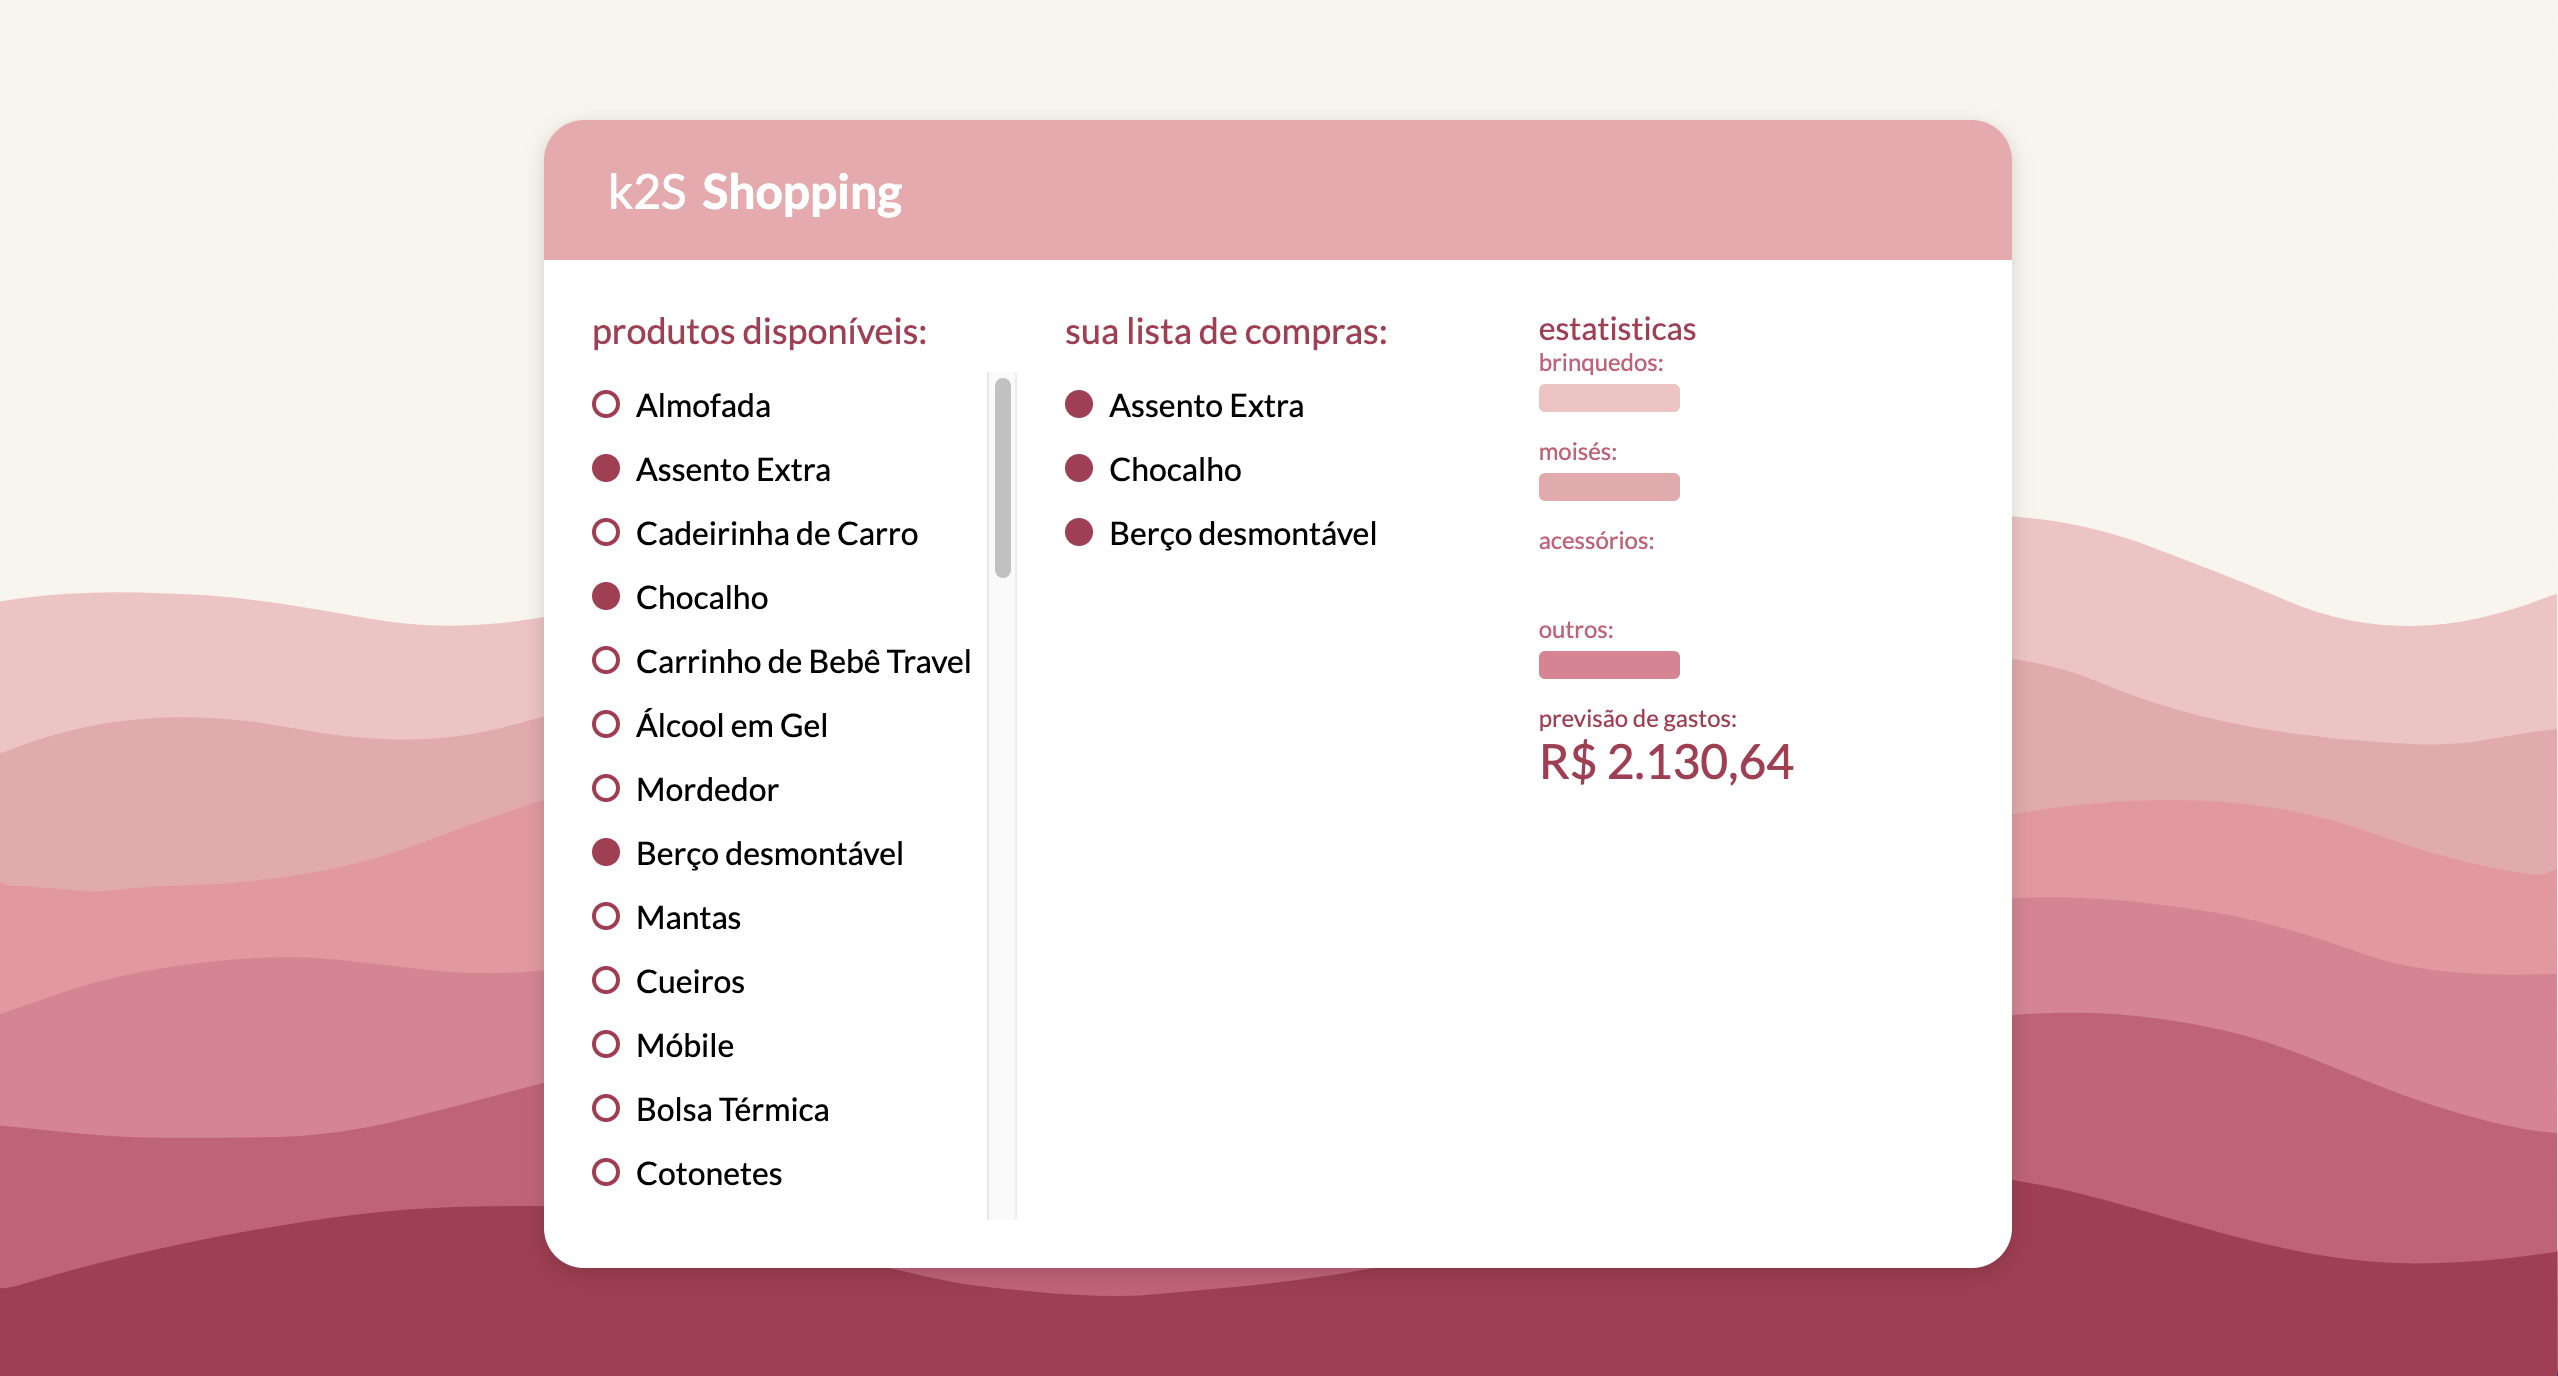 k2S Shopping
produtos disponíveis:
Almofada
Assento Extra
Cadeirinha de Carro
Chocalho
Carrinho de Bebê Travel
Álcool em Gel
Mordedor
Berço desmontável
Mantas
Cueiros
Móbile
Bolsa Térmica
Cotonetes
sua lista de compras:
Assento Extra
Chocalho
Berço desmontável
estatisticas
brinquedos:
moisés:
acessórios:
outros:
previsão de gastos:
R$ 2.130,64